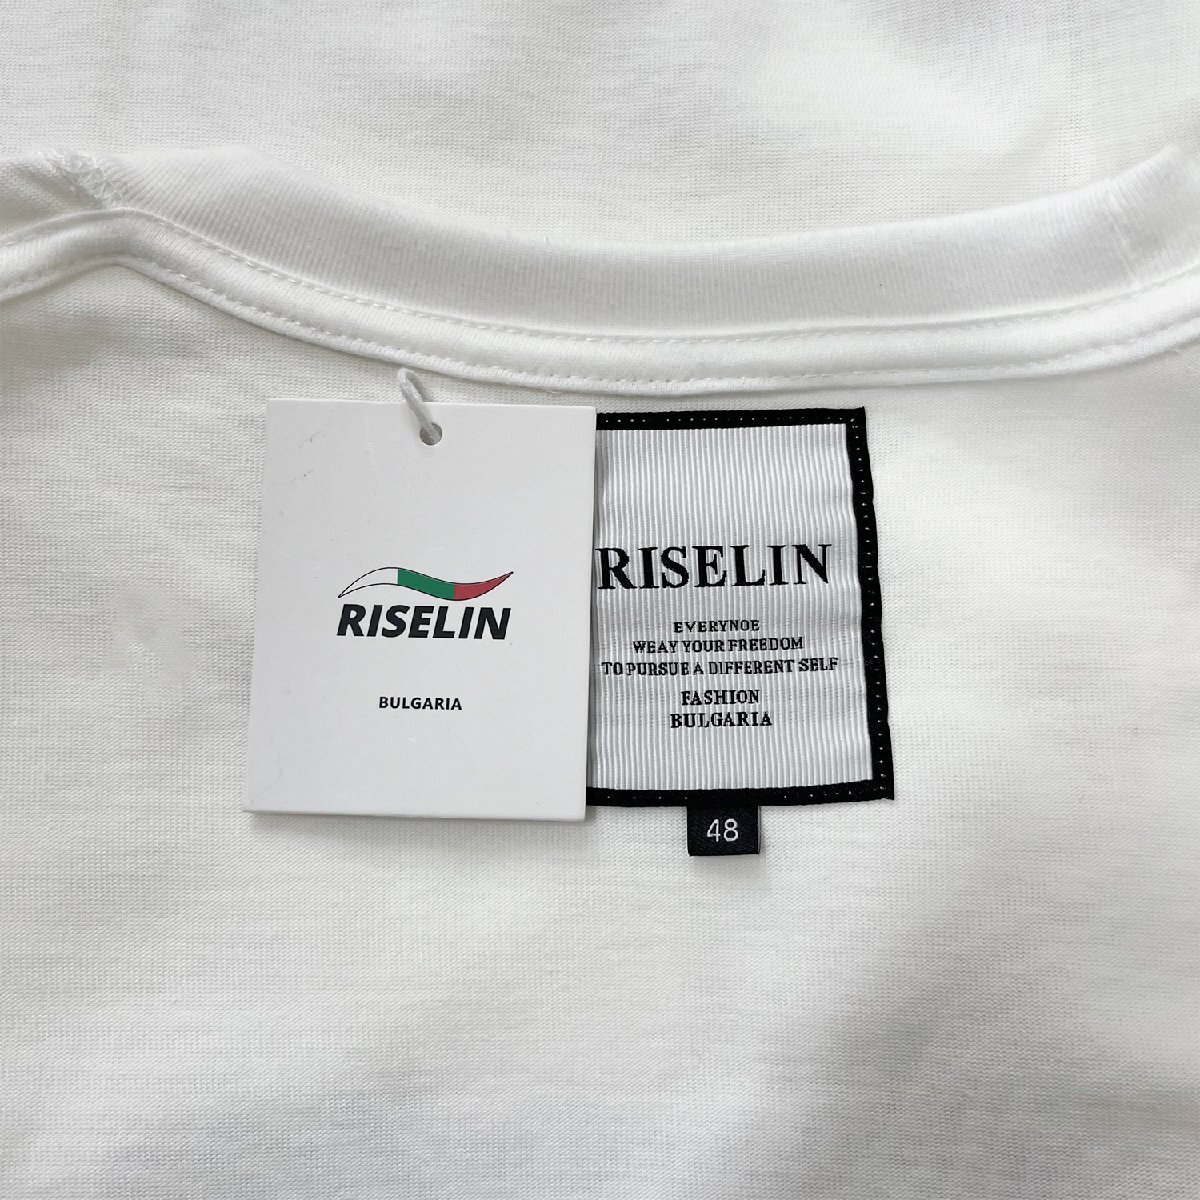 RISELIN
BULGARIA
RISELIN
EVERYNOE
WEAY YOUR FREEDOM
TO PURSUE A DIFFERENT SELF
FASHION
BULGARIA
48